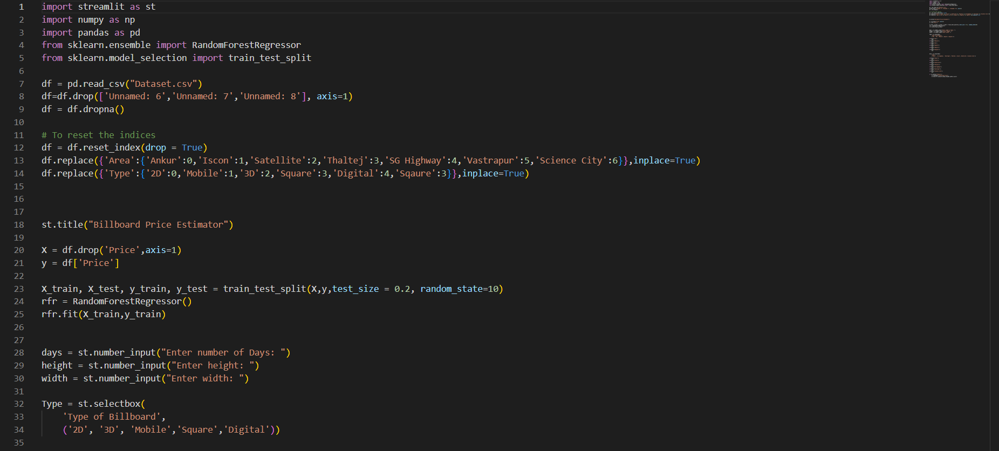 1 import streamlit as st
2 import numpy as np
3 import pandas as pd
4 from sklearn.ensemble import RandomForestRegressor
5 from sklearn.model_selection import train_test_split
6
7 df = pd.read_csv("Dataset.csv")
8 df=df.drop(['Unnamed: 6','Unnamed: 7','Unnamed: 8'], axis=1)
9 df = df.dropna()
10
11 # To reset the indices
12 df = df.reset_index(drop = True)
13 df.replace({'Area':{'Ankur':0,'Iscon':1,'Satellite':2,'Thaltej':3,'SG Highway':4,'Vastrapur':5,'Science City':6}},inplace=True)
14 df.replace({'Type':{'2D':0,'Mobile':1,'3D':2,'Square':3,'Digital':4,'Sqaure':3}},inplace=True)
15
16
17
18 st.title("Billboard Price Estimator")
19
20 X = df.drop('Price',axis=1)
21 y = df['Price']
22
23 X_train, X_test, y_train, y_test = train_test_split(X,y,test_size = 0.2, random_state=10)
24 rfr = RandomForestRegressor()
25 rfr.fit(X_train,y_train)
26
27
28 days = st.number_input("Enter number of Days: ")
29 height = st.number_input("Enter height: ")
30 width = st.number_input("Enter width: ")
31
32 Type = st.selectbox(
33     'Type of Billboard',
34     ('2D', '3D', 'Mobile','Square','Digital'))
35